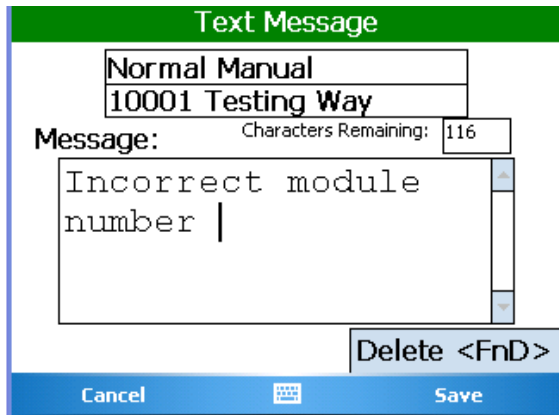 Text Message
Normal Manual
10001 Testing Way
Message:
Characters Remaining: 116
Incorrect module
number
Delete <FnD>
Cancel
Save